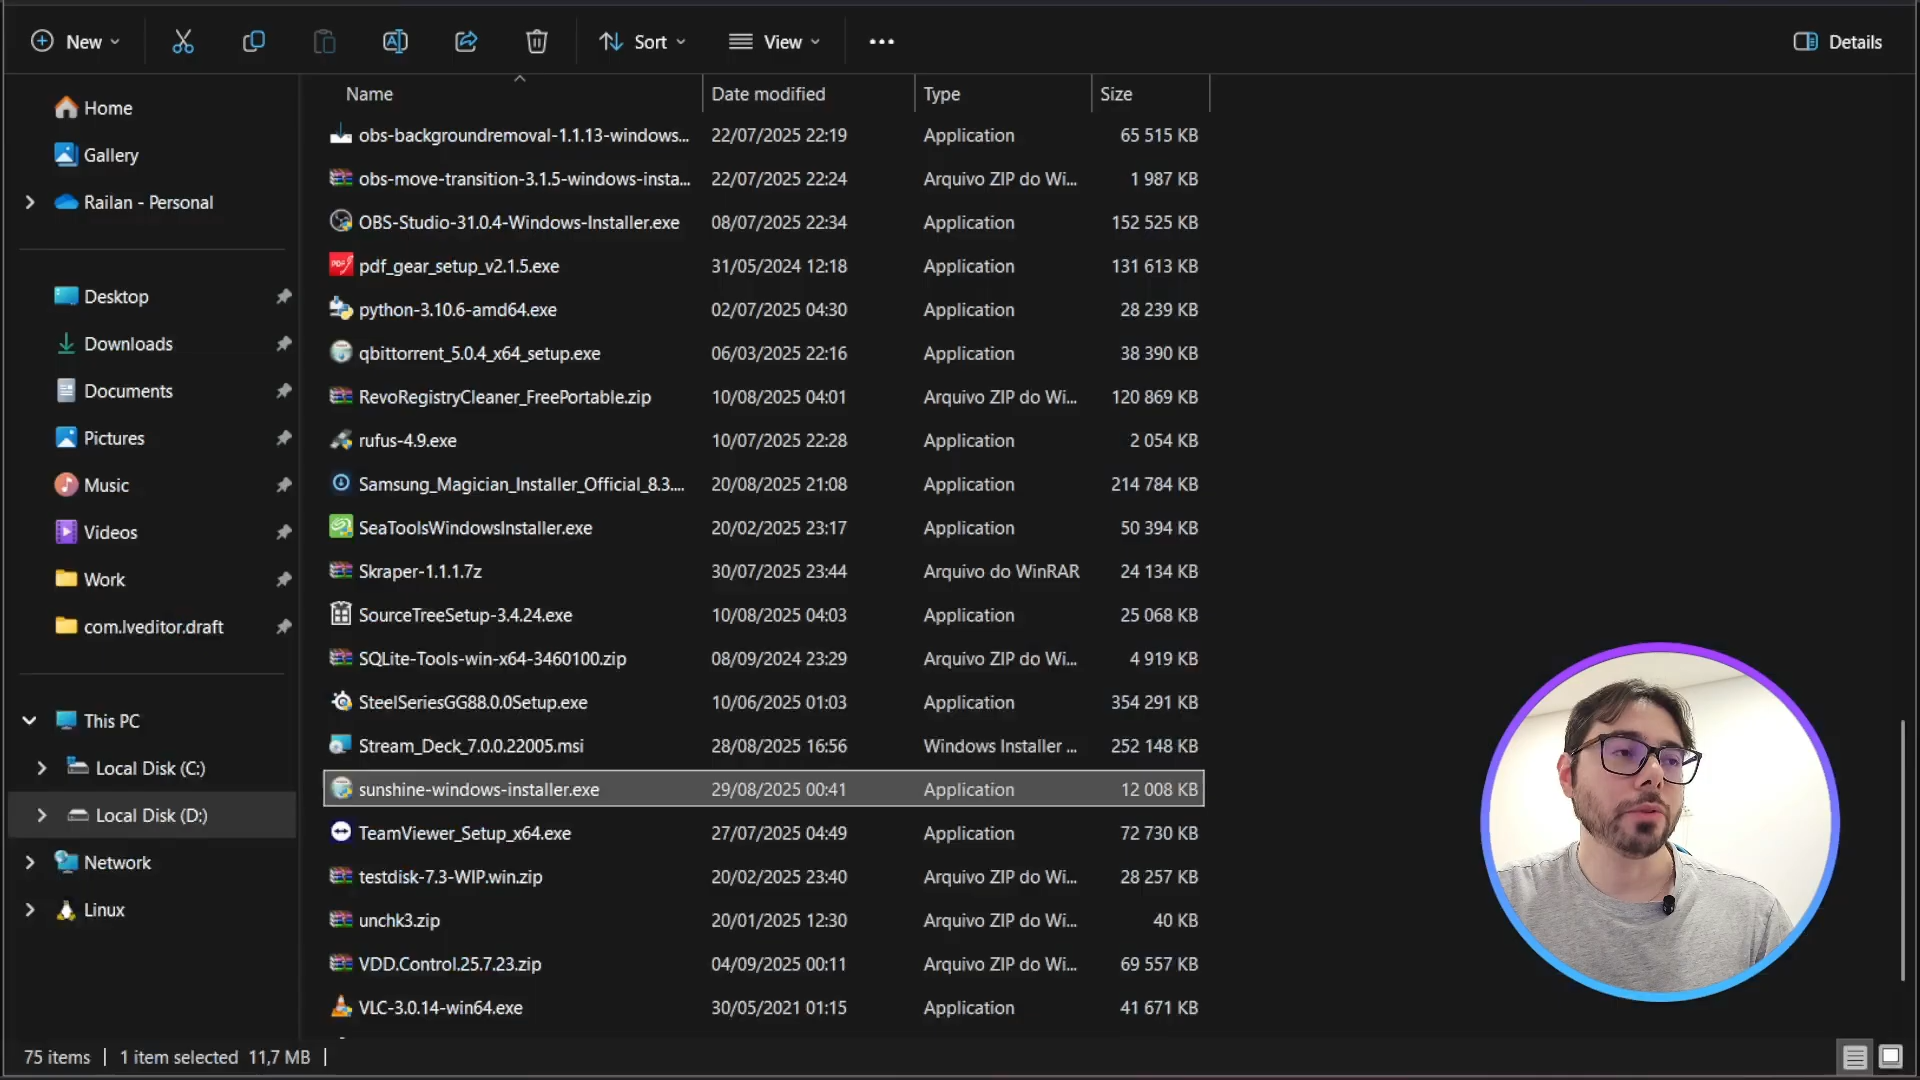 New
Sort
View
Details
Home
Gallery
Railan - Personal
Desktop
Downloads
Documents
Pictures
Music
Videos
Work
com.lveditor.draft
This PC
Local Disk (C:)
Local Disk (D:)
Network
Linux
Name Date modified Type Size
obs-backgroundremoval-1.1.13-windows... 22/07/2025 22:19 Application 65 515 KB
obs-move-transition-3.1.5-windows-insta... 22/07/2025 22:24 Arquivo ZIP do Wi... 1 987 KB
OBS-Studio-31.0.4-Windows-Installer.exe 08/07/2025 22:34 Application 152 525 KB
pdf_gear_setup_v2.1.5.exe 31/05/2024 12:18 Application 131 613 KB
python-3.10.6-amd64.exe 02/07/2025 04:30 Application 28 239 KB
qbittorrent_5.0.4_x64_setup.exe 06/03/2025 22:16 Application 38 390 KB
RevoRegistryCleaner_FreePortable.zip 10/08/2025 04:01 Arquivo ZIP do Wi... 120 869 KB
rufus-4.9.exe 10/07/2025 22:28 Application 2 054 KB
Samsung_Magician_Installer_Official_8.3.... 20/08/2025 21:08 Application 214 784 KB
SeaToolsWindowsInstaller.exe 20/02/2025 23:17 Application 50 394 KB
Skraper-1.1.1.7z 30/07/2025 23:44 Arquivo do WinRAR 24 134 KB
SourceTreeSetup-3.4.24.exe 10/08/2025 04:03 Application 25 068 KB
SQLite-Tools-win-x64-3460100.zip 08/09/2024 23:29 Arquivo ZIP do Wi... 4 919 KB
SteelSeriesGG88.0.0Setup.exe 10/06/2025 01:03 Application 354 291 KB
Stream_Deck_7.0.0.22005.msi 28/08/2025 16:56 Windows Installer ... 252 148 KB
sunshine-windows-installer.exe 29/08/2025 00:41 Application 12 008 KB
TeamViewer_Setup_x64.exe 27/07/2025 04:49 Application 72 730 KB
testdisk-7.3-WIP.win.zip 20/02/2025 23:40 Arquivo ZIP do Wi... 28 257 KB
unchk3.zip 20/01/2025 12:30 Arquivo ZIP do Wi... 40 KB
VDD.Control.25.7.23.zip 04/09/2025 00:11 Arquivo ZIP do Wi... 69 557 KB
VLC-3.0.14-win64.exe 30/05/2021 01:15 Application 41 671 KB
75 items 1 item selected 11,7 MB